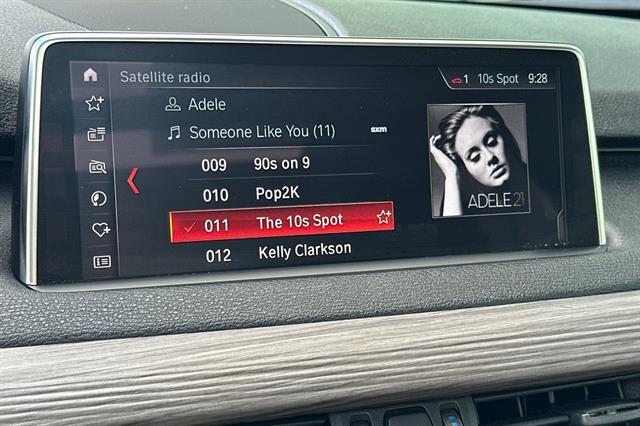 Satellite radio
1 10s Spot 9:28
Adele
Someone Like You (11)
sxm
009 90s on 9
010 Pop2K
011 The 10s Spot
012 Kelly Clarkson
ADELE 21